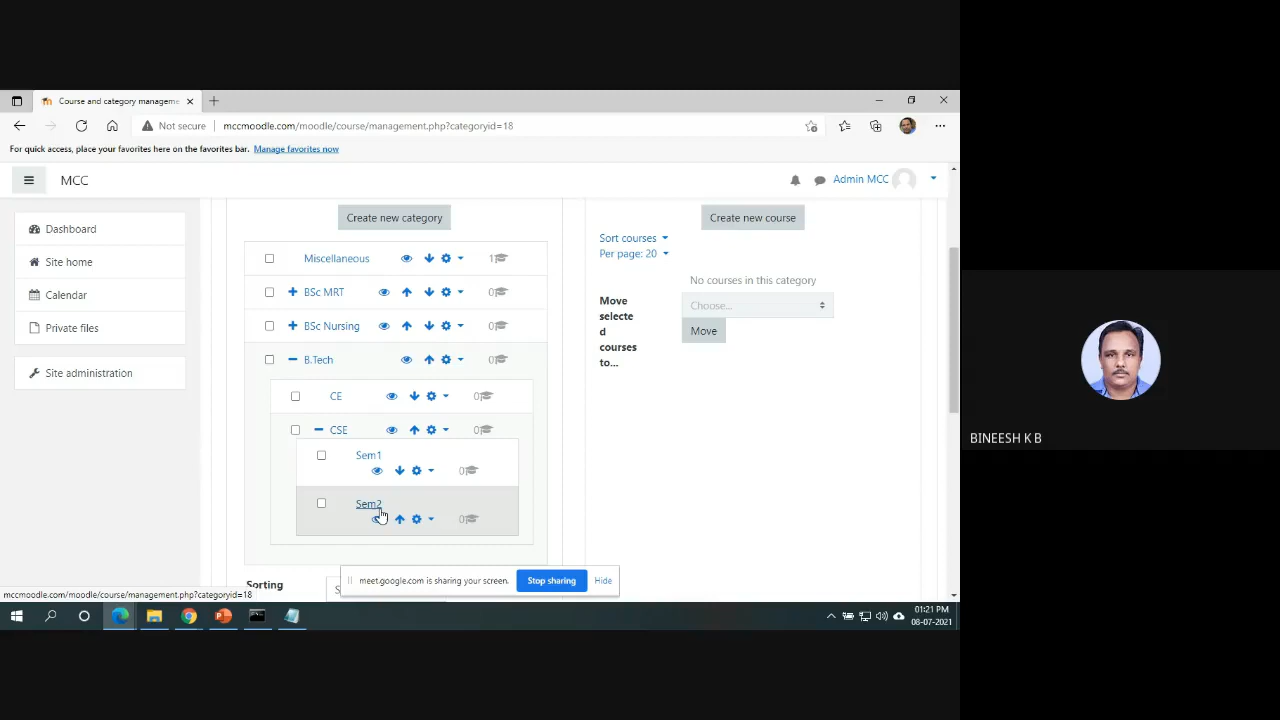 Course and category manageme
Not secure
mccmoodle.com/moodle/course/management.php?categoryid=18
For quick access, place your favorites here on the favorites bar. Manage favorites now
MCC
Admin MCC
Dashboard
Site home
Calendar
Private files
Site administration
Create new category
Miscellaneous 1
BSc MRT 0
BSc Nursing 0
B.Tech 0
CE 0
CSE 0
Sem1
0
Sem2
0
Sorting
Create new course
Sort courses
Per page: 20
No courses in this category
Move
selecte
d
courses
to...
Choose...
Move
meet.google.com is sharing your screen. Stop sharing Hide
mccmoodle.com/moodle/course/management.php?categoryid=18
01:21 PM
08-07-2021
BINEESH K B